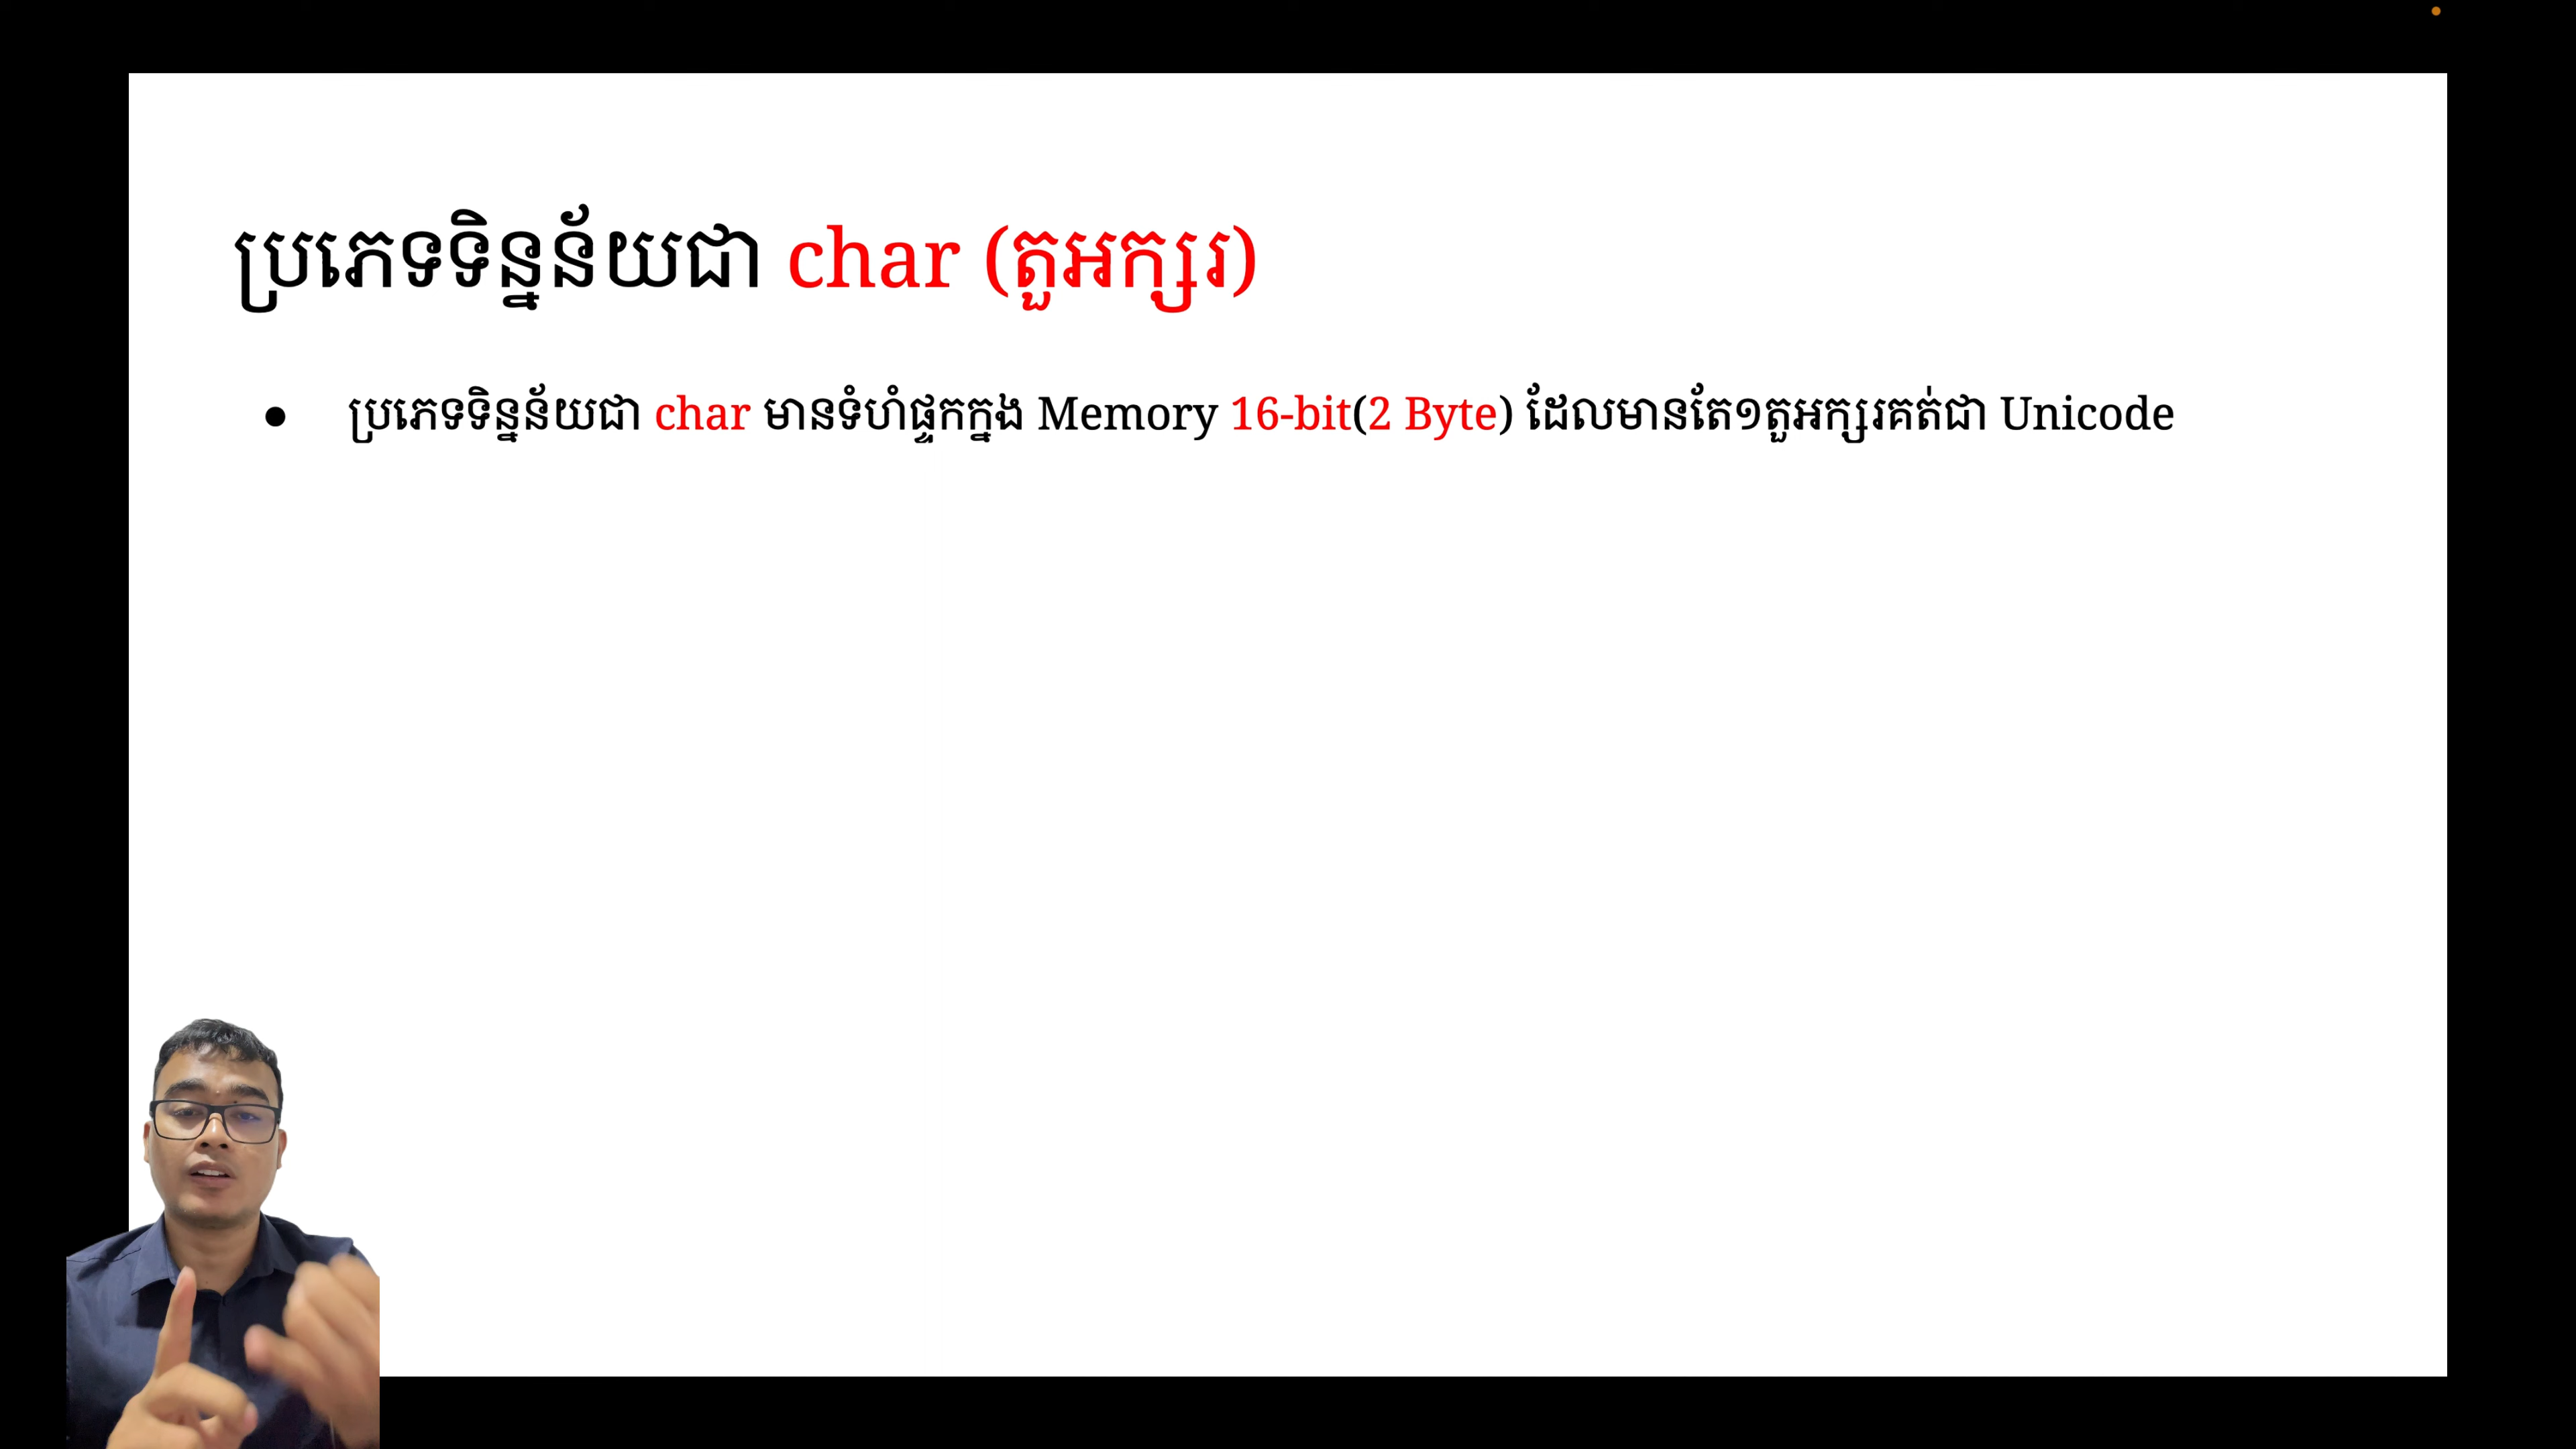 ប្រភេទទិន្នន័យជា char (តួអក្សរ)
● ប្រភេទទិន្នន័យជា char មានទំហំផ្ទុកក្នុង Memory 16-bit(2 Byte) ដែលមានតែ១តួអក្សរគត់ជា Unicode